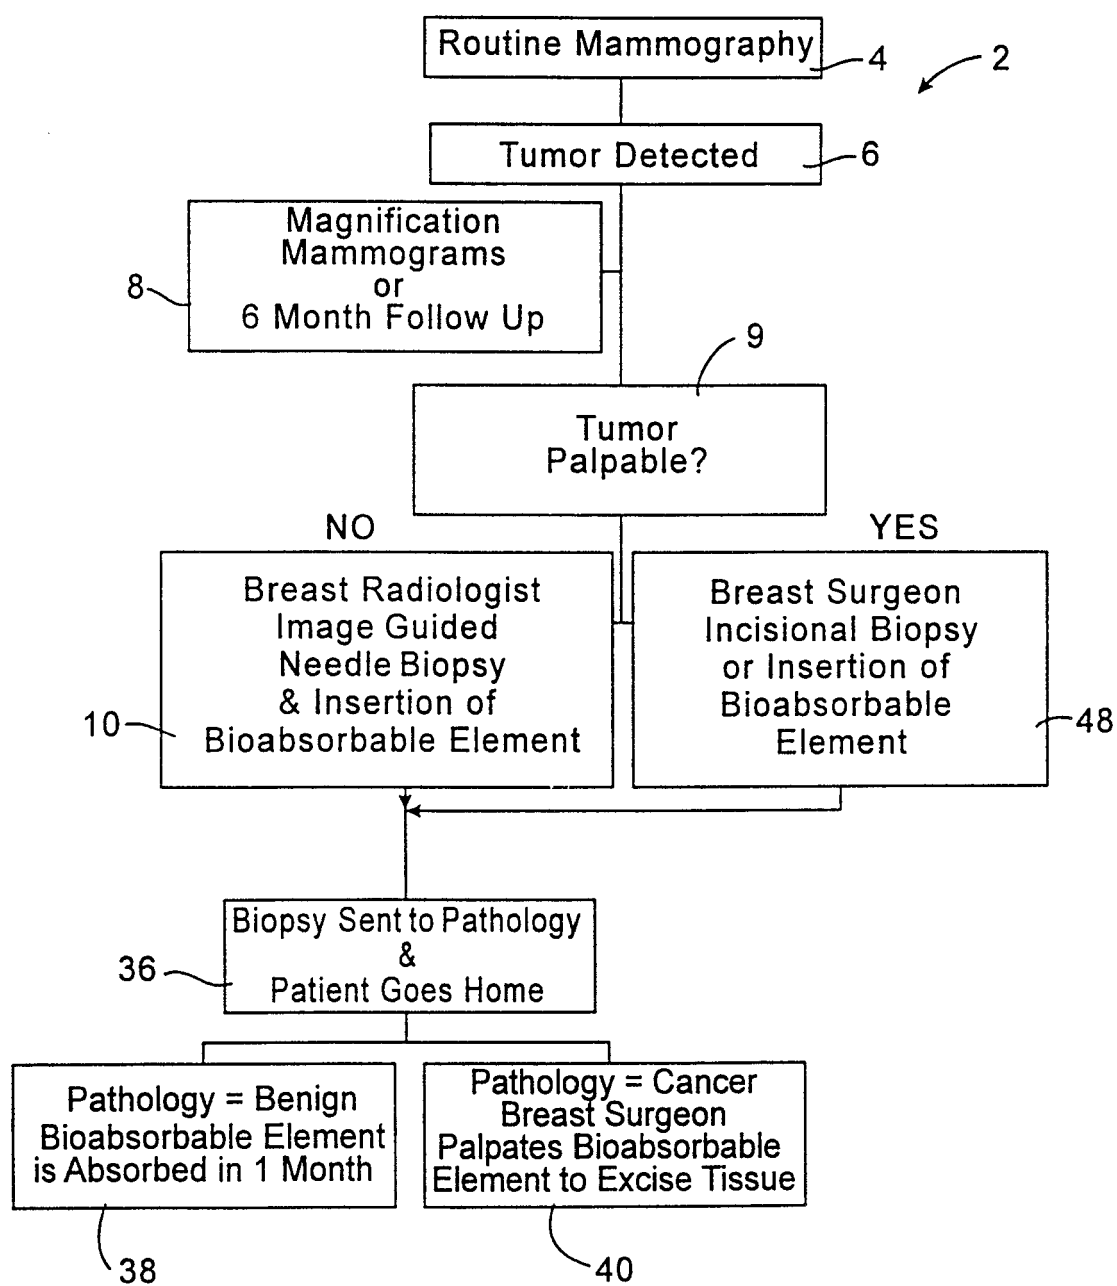 Routine Mammography
4
2
Tumor Detected
6
Magnification
Mammograms
or
6 Month Follow Up
8
9
Tumor
Palpable?
NO
YES
Breast Radiologist
Image Guided
Needle Biopsy
& Insertion of
Bioabsorbable Element
10
Breast Surgeon
Incisional Biopsy
or Insertion of
Bioabsorbable
Element
48
Biopsy Sent to Pathology
&
Patient Goes Home
36
Pathology = Benign
Bioabsorbable Element
is Absorbed in 1 Month
38
Pathology = Cancer
Breast Surgeon
Palpates Bioabsorbable
Element to Excise Tissue
40